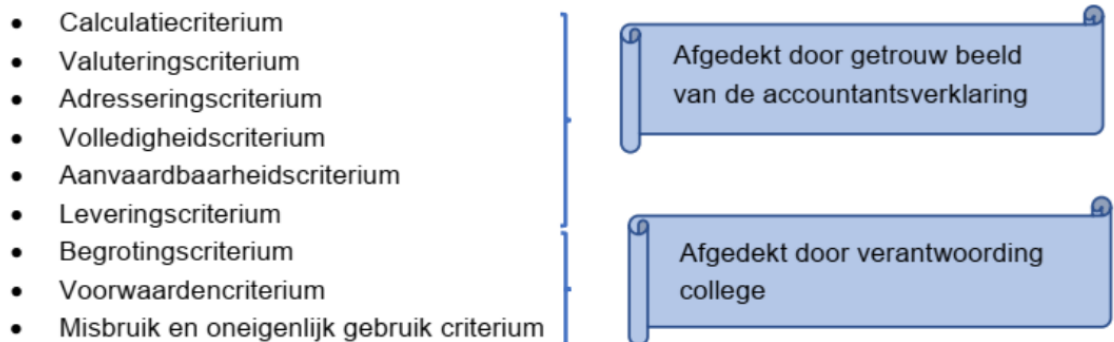 • Calculatiecriterium
• Valuteringscriterium
• Adresseringscriterium
• Volledigheidscriterium
• Aanvaardbaarheidscriterium
• Leveringscriterium
• Begrotingscriterium
• Voorwaardencriterium
• Misbruik en oneigenlijk gebruik criterium
Afgedekt door getrouw beeld
van de accountantsverklaring
Afgedekt door verantwoording
college